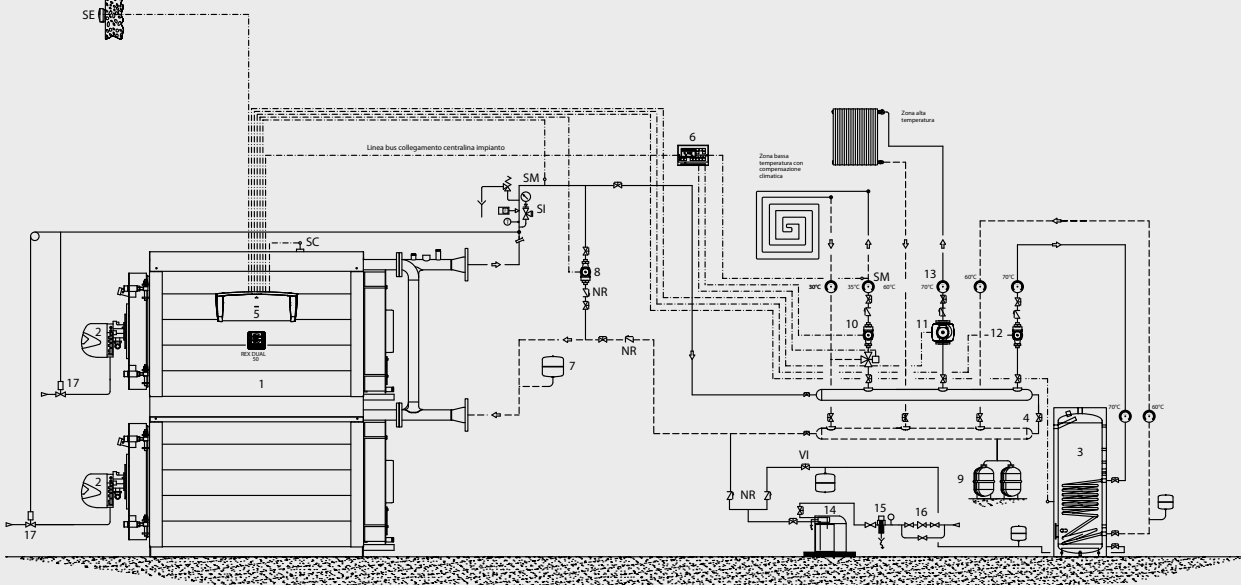 SE
6
Zona alta
temperatura
Linea bus collegamento centralina impianto
Zona bassa
temperatura con
compensazione
climatica
SM
SI
SC
8
NR
SM
13
30°C
35°C
60°C
70°C
60°C
70°C
5
2
REX DUAL
50
10
11
12
NR
7
17
1
4
70°C
60°C
3
VI
9
2
NR
14
15
16
17